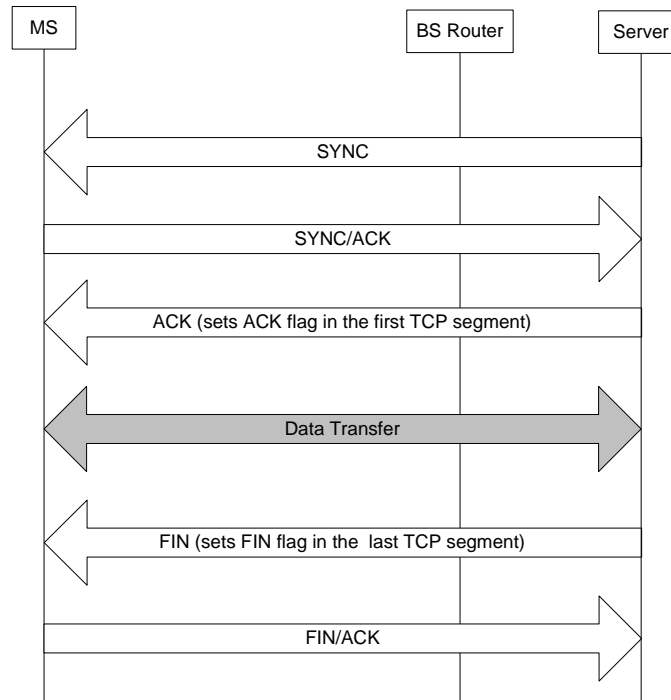 MS
BS Router
Server
SYNC
SYNC/ACK
ACK (sets ACK flag in the first TCP segment)
Data Transfer
FIN (sets FIN flag in the  last TCP segment)
FIN/ACK